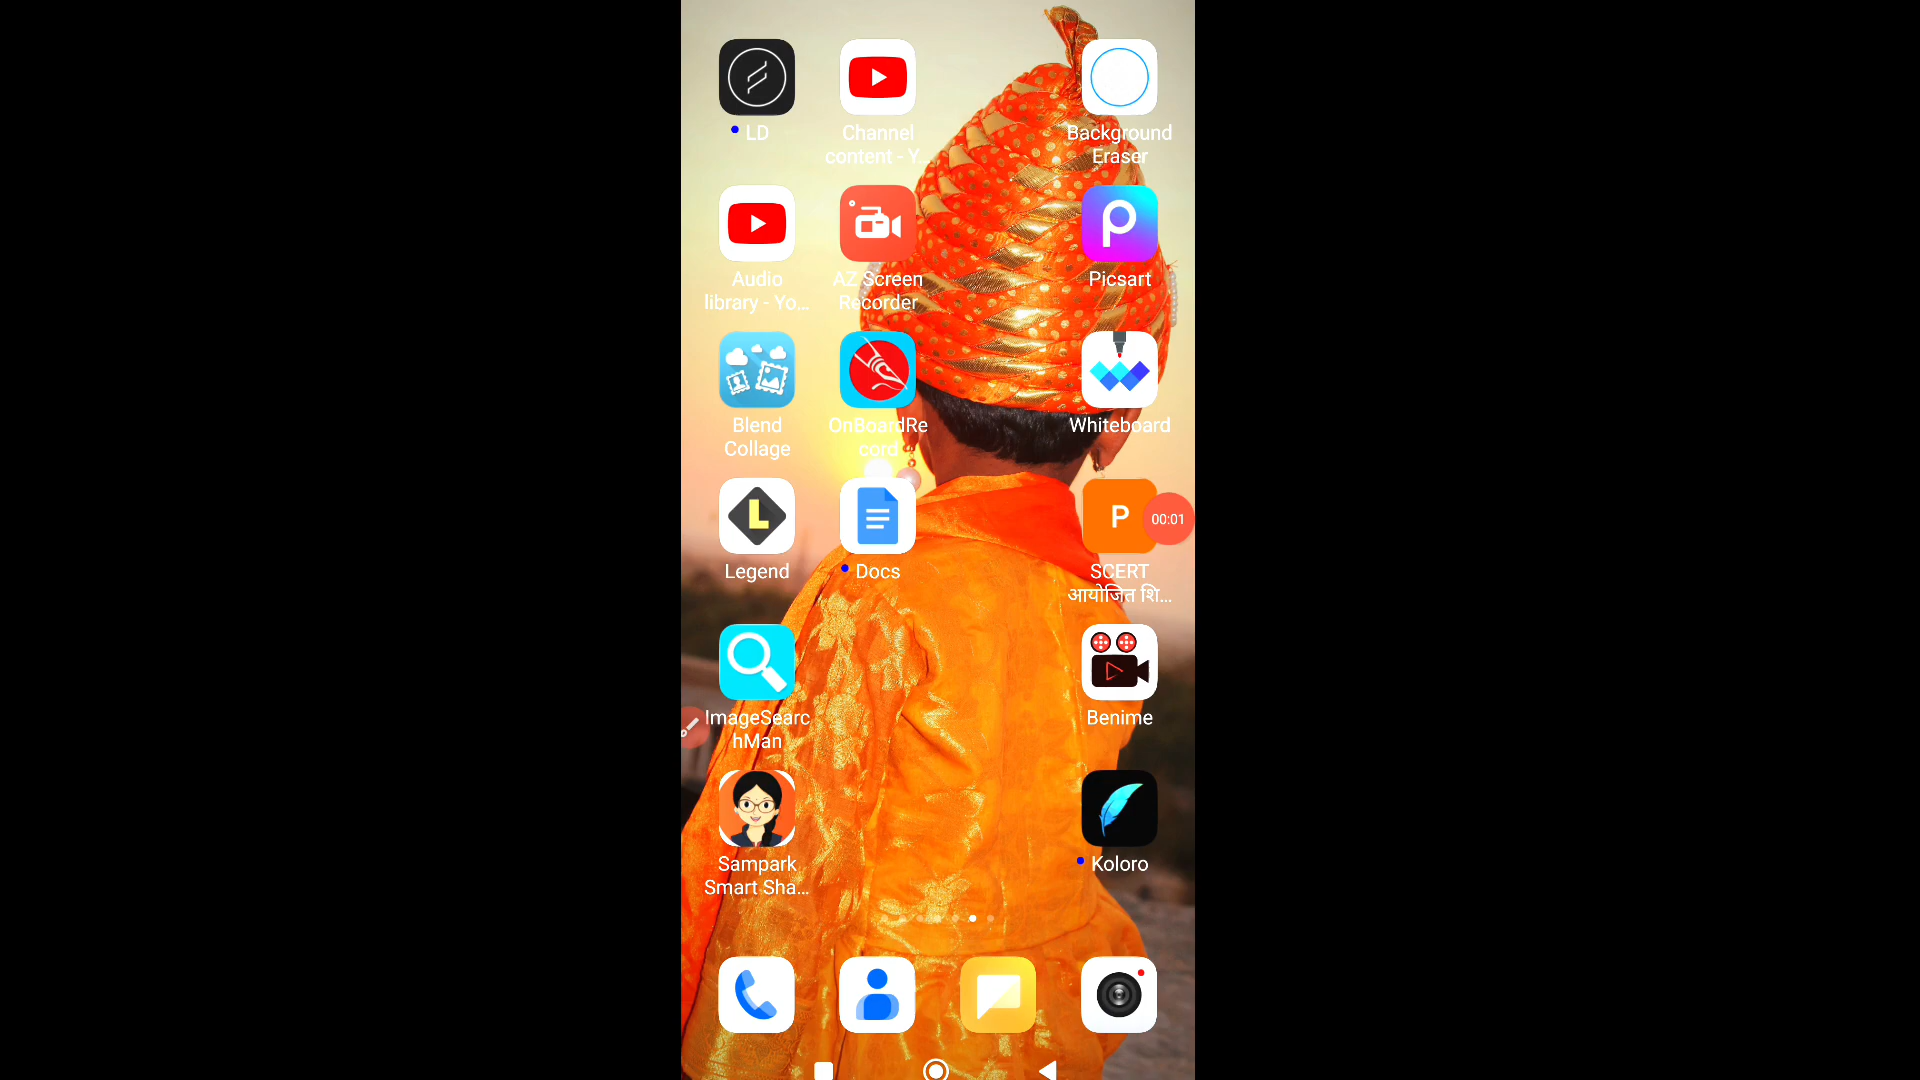 LD
Channel
content - Y...
Background
Eraser
Audio
library - Yo...
AZ Screen
Recorder
Picsart
Blend
Collage
OnBoardRe
cord
Whiteboard
L
Legend
Docs
P
00:01
SCERT
आयोजित शि...
ImageSearc
hMan
Benime
Sampark
Smart Sha...
Koloro